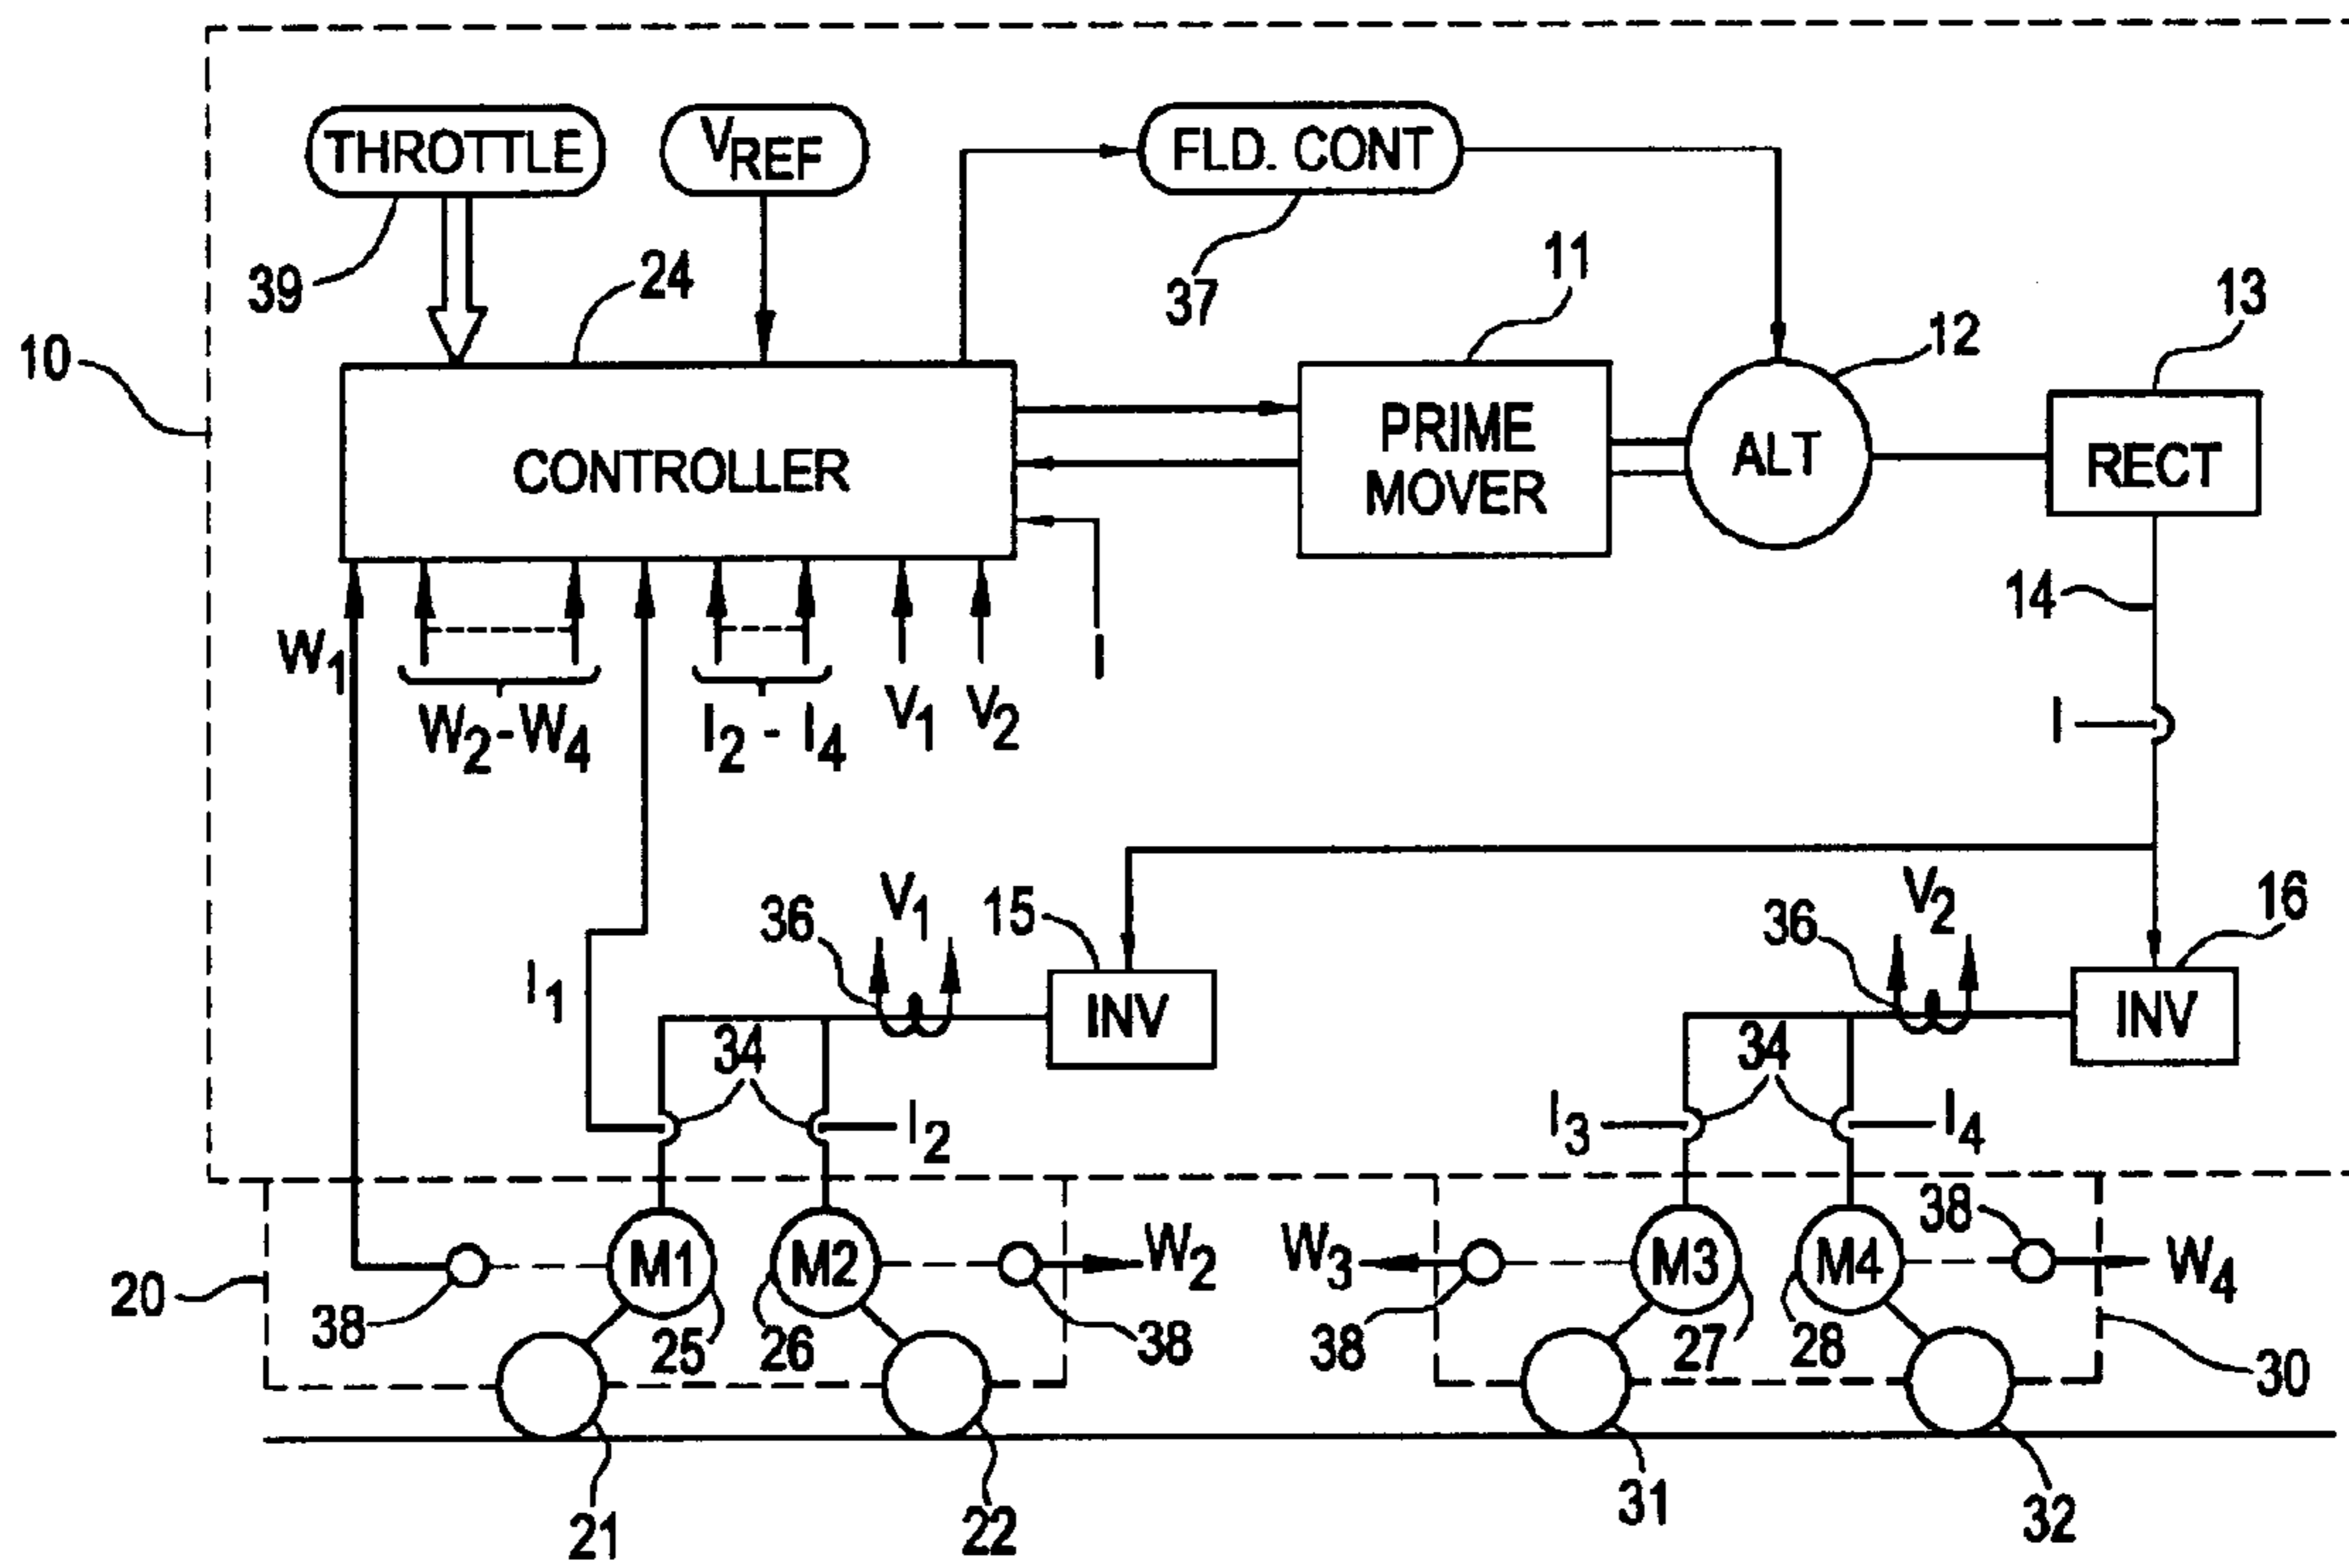 THROTTLE
V REF
FLD. CONT
39
24
37
11
12
13
10
CONTROLLER
PRIME
MOVER
ALT
RECT
14
W1
W2-W4
I2 - I4
V1
V2
I
I
36
V1
15
36
V2
16
I1
INV
INV
34
34
I2
I3
I4
38
20
M1
M2
W2
W3
M3
M4
W4
38
25
26
38
38
27
28
30
21
22
31
32